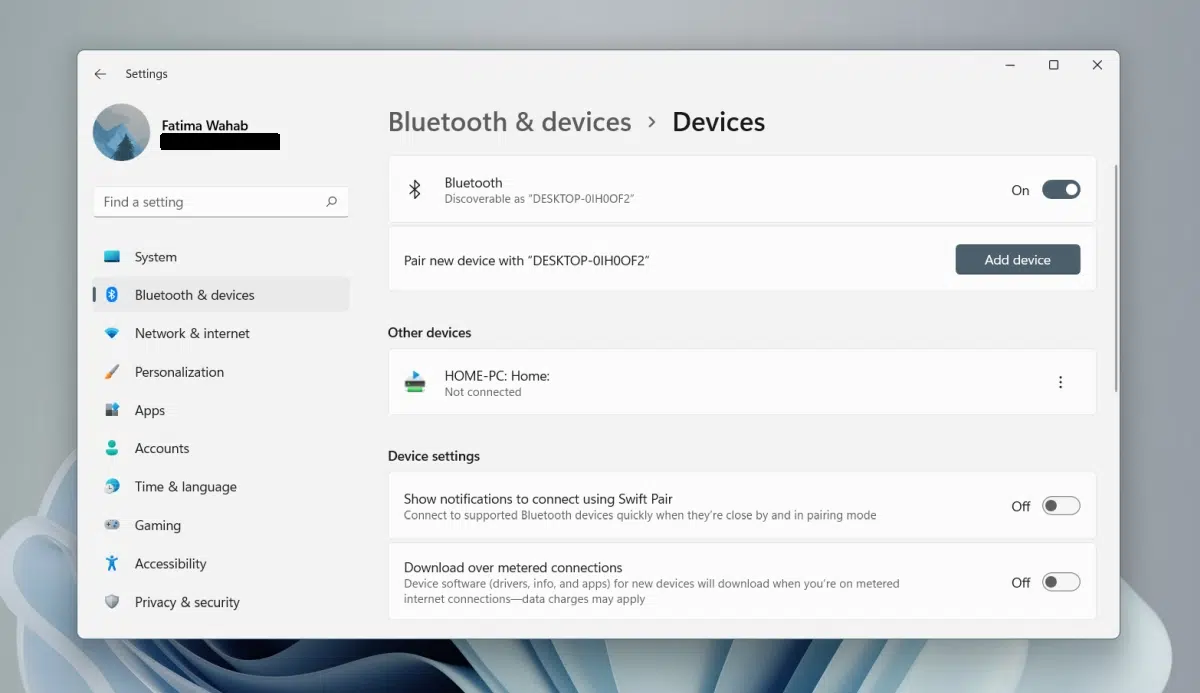 Settings
Fatima Wahab
Find a setting
System
Bluetooth & devices
Network & internet
Personalization
Apps
Accounts
Time & language
Gaming
Accessibility
Privacy & security
Bluetooth & devices › Devices
Bluetooth
Discoverable as “DESKTOP-0IH0OF2”
On
Pair new device with “DESKTOP-0IH0OF2”
Add device
Other devices
HOME-PC: Home:
Not connected
Device settings
Show notifications to connect using Swift Pair
Connect to supported Bluetooth devices quickly when they’re close by and in pairing mode
Off
Download over metered connections
Device software (drivers, info, and apps) for new devices will download when you’re on metered
internet connections—data charges may apply
Off